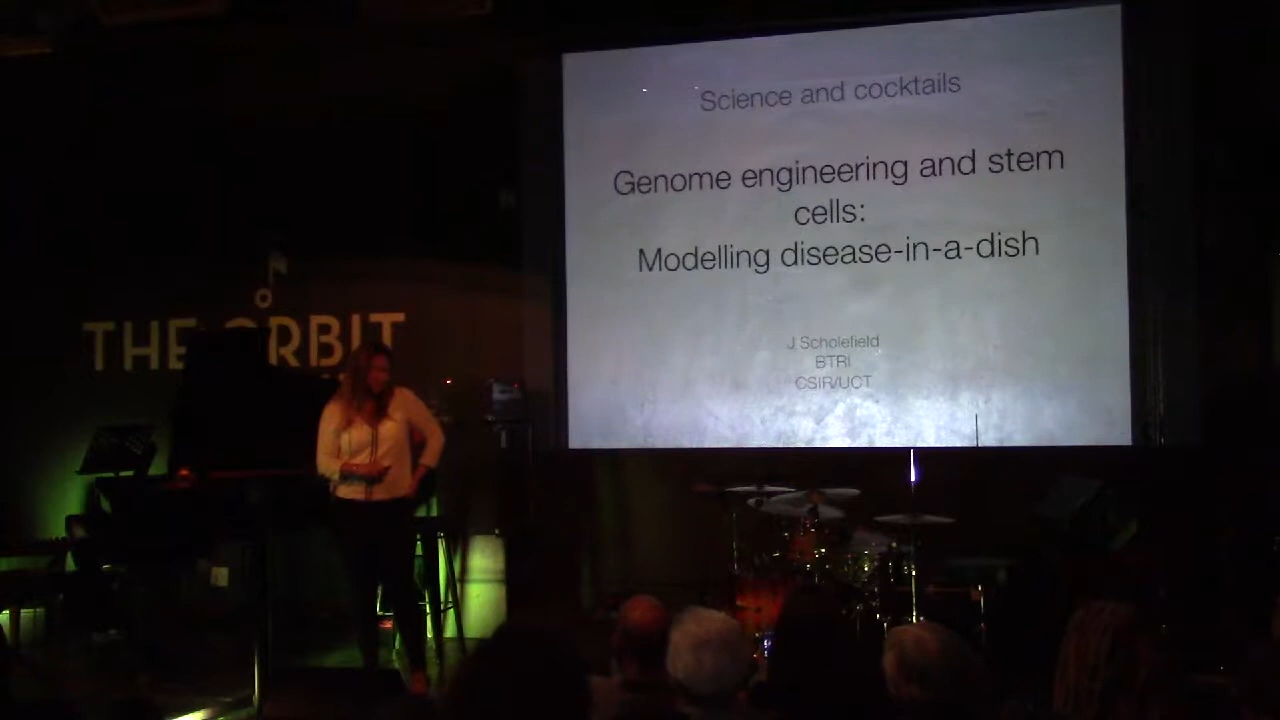 Science and cocktails
Genome engineering and stem
cells:
Modelling disease-in-a-dish
J Scholefield
BTRI
CSIR/UCT
THE ORBIT